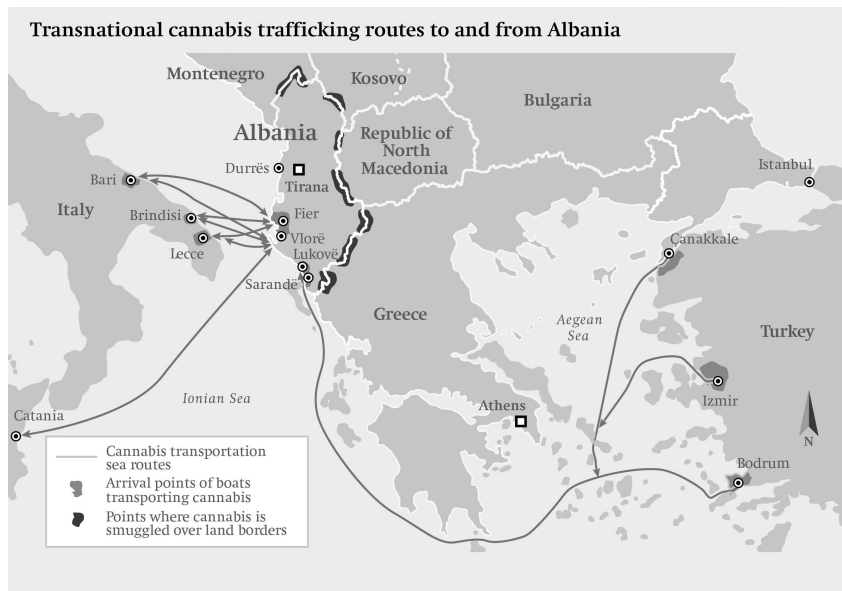 Transnational cannabis trafficking routes to and from Albania
Montenegro
Kosovo
Bulgaria
Albania
Republic of
North
Macedonia
Durrës
Tirana
Istanbul
Bari
Italy
Brindisi
Fier
Vlorë
Lecce
Lukovë
Sarandë
Çanakkale
Greece
Aegean
Sea
Turkey
Ionian Sea
Athens
Izmir
Catania
N
Bodrum
Cannabis transportation
sea routes
Arrival points of boats
transporting cannabis
Points where cannabis is
smuggled over land borders